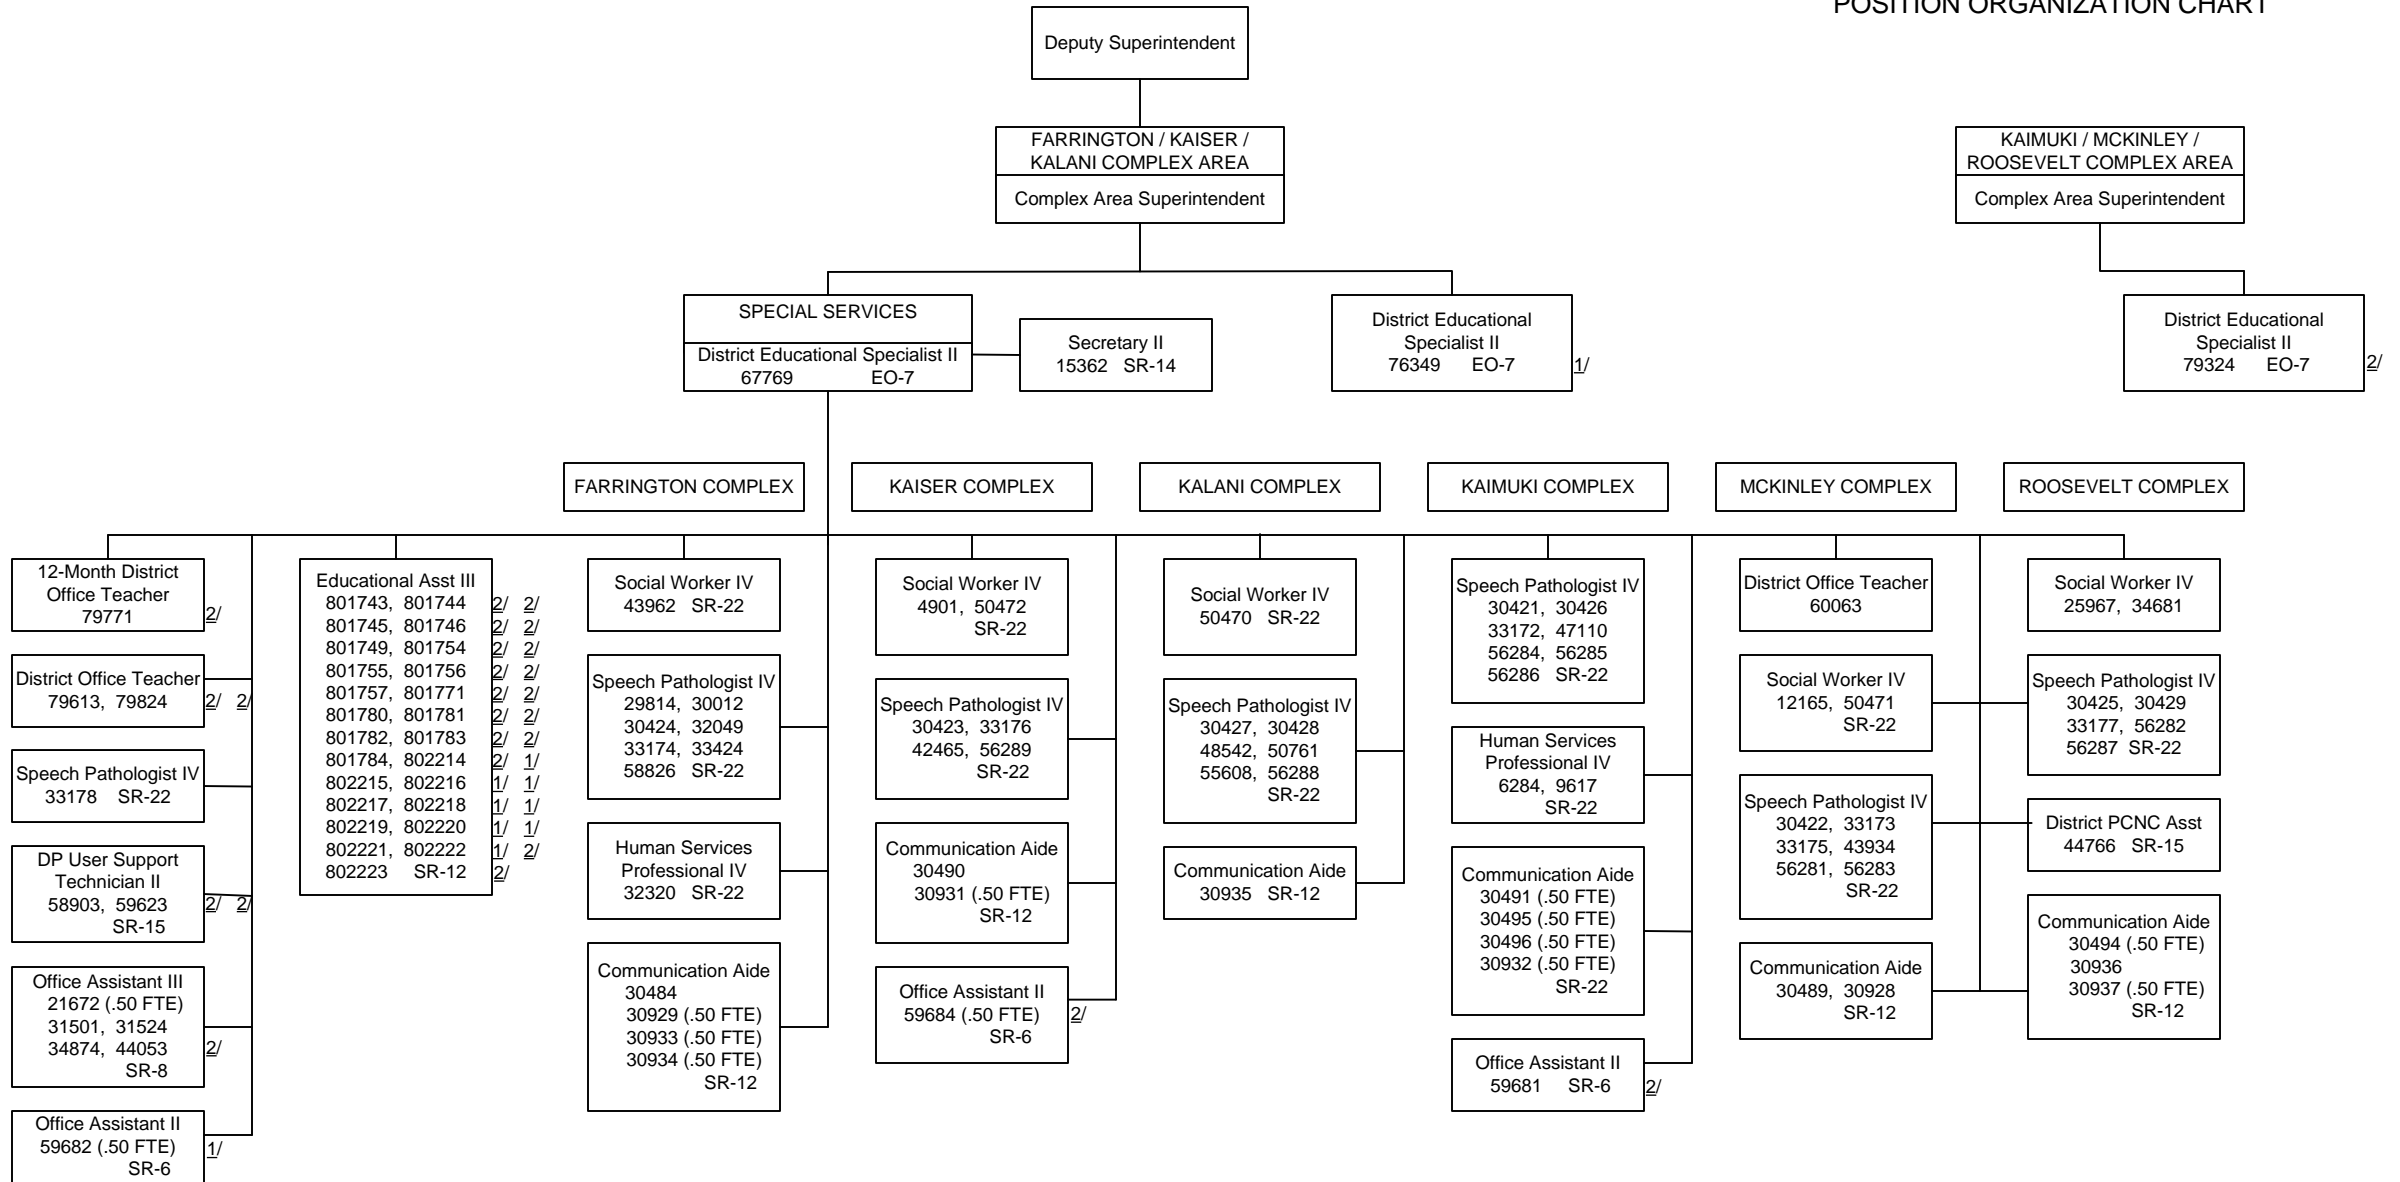 POSITION ORGANIZATION CHART
Deputy Superintendent
FARRINGTON / KAISER /
KALANI COMPLEX AREA
Complex Area Superintendent
KAIMUKI / MCKINLEY /
ROOSEVELT COMPLEX AREA
Complex Area Superintendent
SPECIAL SERVICES
District Educational Specialist II
67769 EO-7
Secretary II
15362 SR-14
District Educational
Specialist II
76349 EO-7 1/
District Educational
Specialist II
79324 EO-7 2/
FARRINGTON COMPLEX
KAISER COMPLEX
KALANI COMPLEX
KAIMUKI COMPLEX
MCKINLEY COMPLEX
ROOSEVELT COMPLEX
12-Month District
Office Teacher
79771 2/
District Office Teacher
79613, 79824 2/ 2/
Speech Pathologist IV
33178 SR-22
DP User Support
Technician II
58903, 59623 2/ 2/
SR-15
Office Assistant III
21672 (.50 FTE)
31501, 31524
34874, 44053 2/
SR-8
Office Assistant II
59682 (.50 FTE) 1/
SR-6
Educational Asst III
801743, 801744 2/ 2/
801745, 801746 2/ 2/
801749, 801754 2/ 2/
801755, 801756 2/ 2/
801757, 801771 2/ 2/
801780, 801781 2/ 2/
801782, 801783 2/ 2/
801784, 802214 2/ 1/
802215, 802216 1/ 1/
802217, 802218 1/ 1/
802219, 802220 1/ 1/
802221, 802222 1/ 2/
802223 SR-12 2/
Social Worker IV
43962 SR-22
Speech Pathologist IV
29814, 30012
30424, 32049
33174, 33424
58826 SR-22
Human Services
Professional IV
32320 SR-22
Communication Aide
30484
30929 (.50 FTE)
30933 (.50 FTE)
30934 (.50 FTE)
SR-12
Social Worker IV
4901, 50472
SR-22
Speech Pathologist IV
30423, 33176
42465, 56289
SR-22
Communication Aide
30490
30931 (.50 FTE)
SR-12
Office Assistant II
59684 (.50 FTE) 2/
SR-6
Social Worker IV
50470 SR-22
Speech Pathologist IV
30427, 30428
48542, 50761
55608, 56288
SR-22
Communication Aide
30935 SR-12
Speech Pathologist IV
30421, 30426
33172, 47110
56284, 56285
56286 SR-22
Human Services
Professional IV
6284, 9617
SR-22
Communication Aide
30491 (.50 FTE)
30495 (.50 FTE)
30496 (.50 FTE)
30932 (.50 FTE)
SR-22
Office Assistant II
59681 SR-6 2/
District Office Teacher
60063
Social Worker IV
12165, 50471
SR-22
Speech Pathologist IV
30422, 33173
33175, 43934
56281, 56283
SR-22
Communication Aide
30489, 30928
SR-12
Social Worker IV
25967, 34681
Speech Pathologist IV
30425, 30429
33177, 56282
56287 SR-22
District PCNC Asst
44766 SR-15
Communication Aide
30494 (.50 FTE)
30936
30937 (.50 FTE)
SR-12